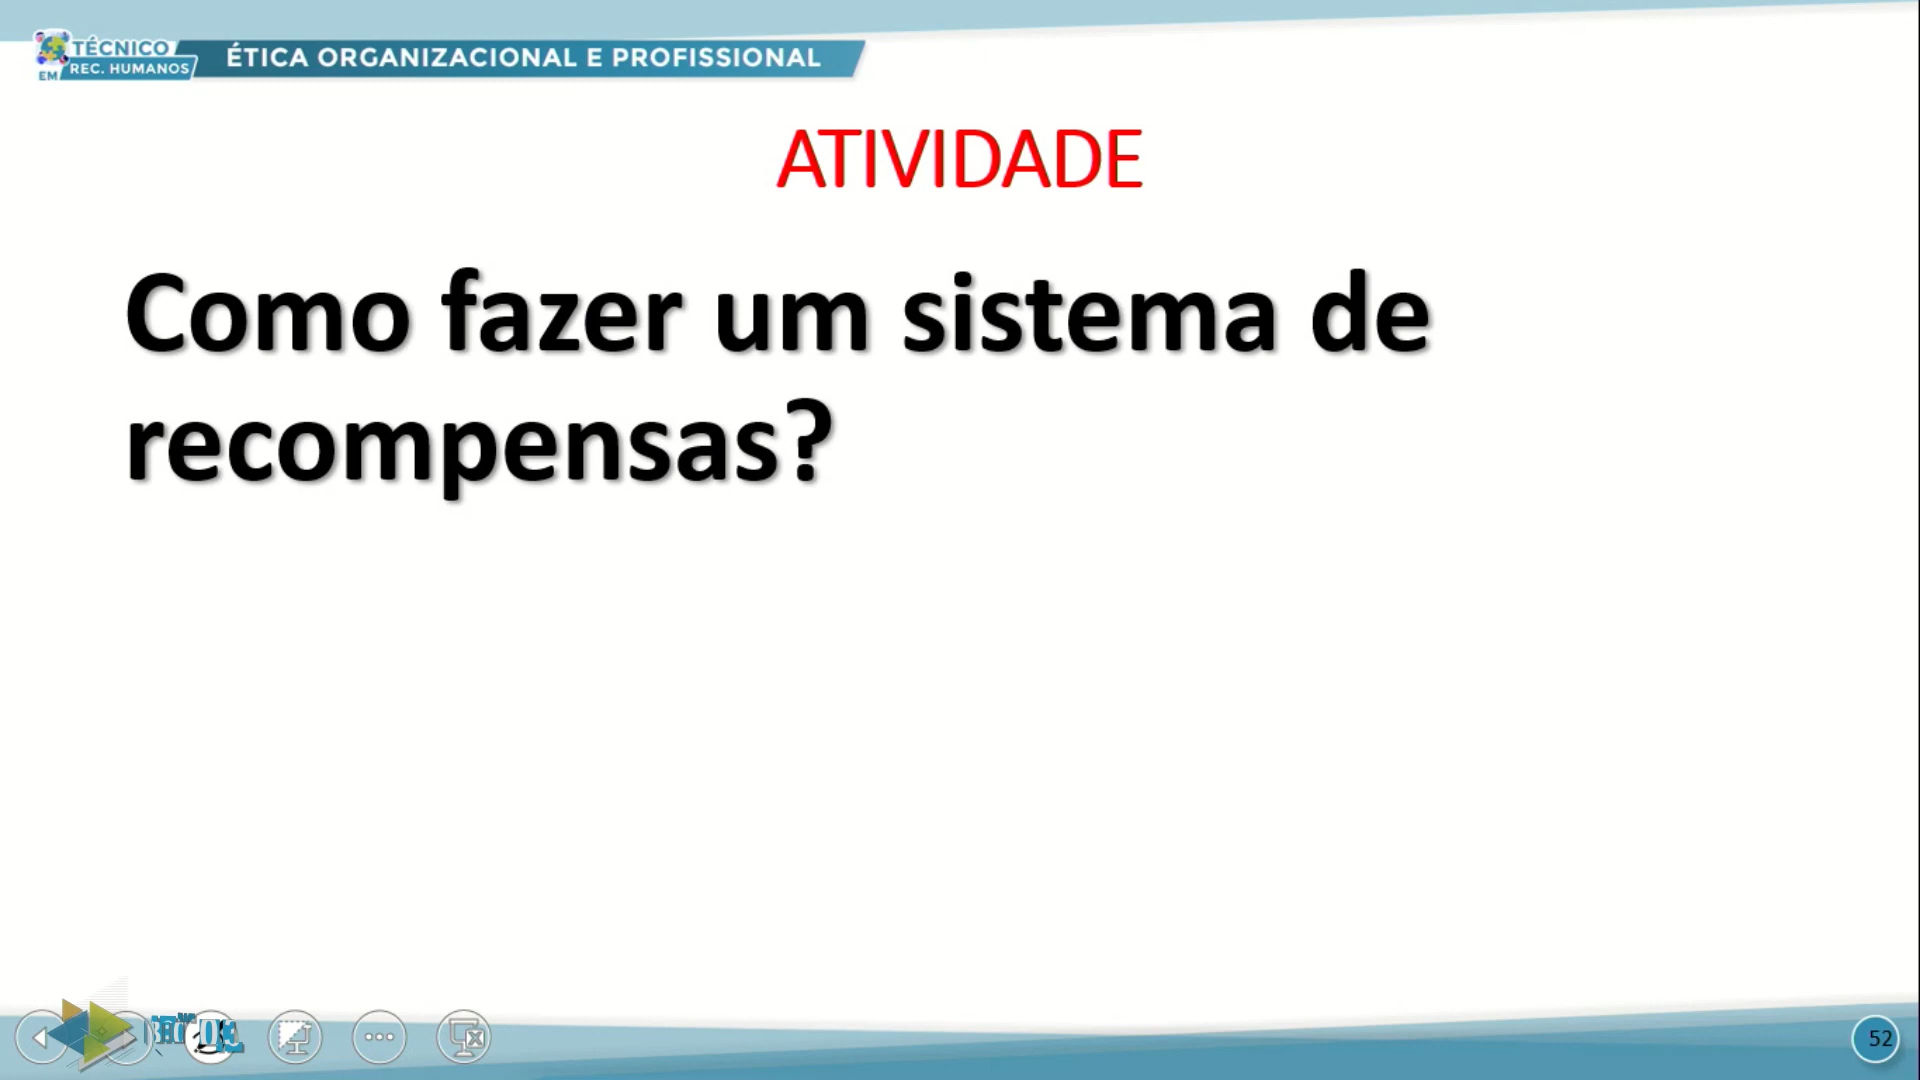 TÉCNICO
EM REC. HUMANOS
ÉTICA ORGANIZACIONAL E PROFISSIONAL
ATIVIDADE
Como fazer um sistema de
recompensas?
52